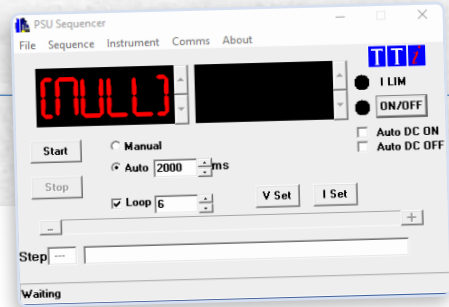 PSU Sequencer
File Sequence Instrument Comms About
(NULL)
TTi
I LIM
ON/OFF
Auto DC ON
Auto DC OFF
Start
Manual
Auto 2000 ms
Stop
Loop 6
V Set
I Set
- +
Step ---
Waiting